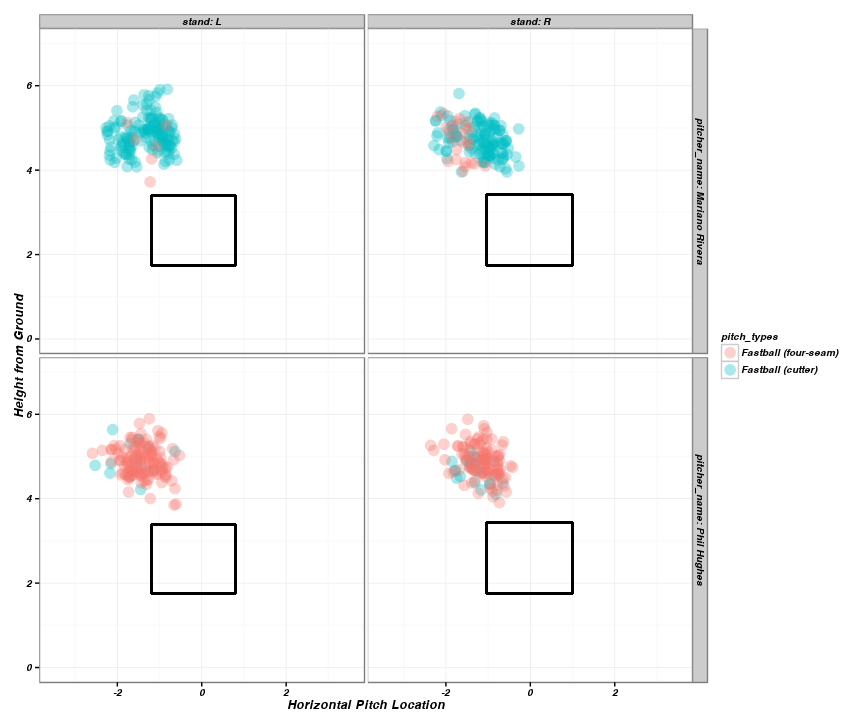 stand: L
stand: R
6
4
2
0
pitcher_name: Mariano Rivera
6
4
2
0
pitcher_name: Phil Hughes
Height from Ground
-2
0
2
-2
0
2
Horizontal Pitch Location
pitch_types
Fastball (four-seam)
Fastball (cutter)